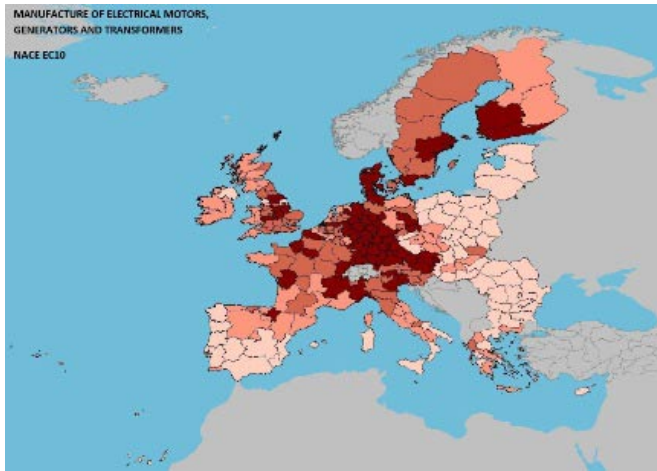 MANUFACTURE OF ELECTRICAL MOTORS,
GENERATORS AND TRANSFORMERS
NACE EC10